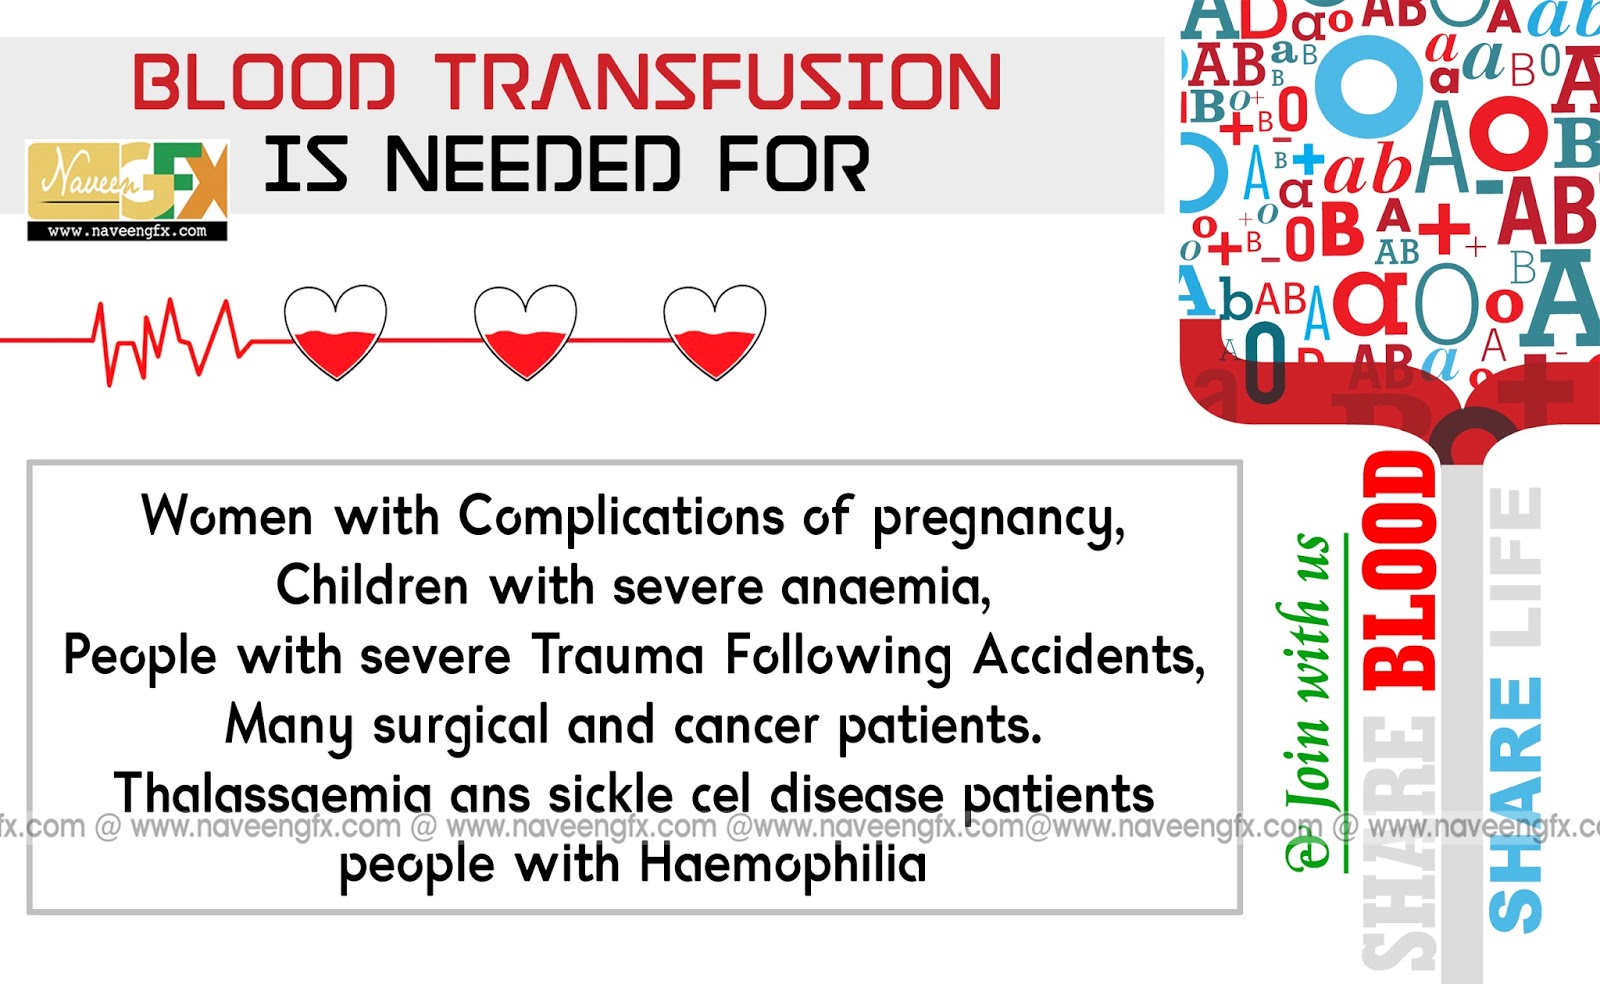 BLOOD TRANSFUSION
IS NEEDED FOR
Naveen GFX
www.naveengfx.com
Women with Complications of pregnancy,
Children with severe anaemia,
People with severe Trauma Following Accidents,
Many surgical and cancer patients.
Thalassaemia ans sickle cel disease patients
fx.com @ www.naveengfx.com @ www.naveengfx.com @www.naveengfx.com@www.naveengfx.com @ www.naveengfx.co
people with Haemophilia
@ Join with us
SHARE BLOOD
SHARE LIFE